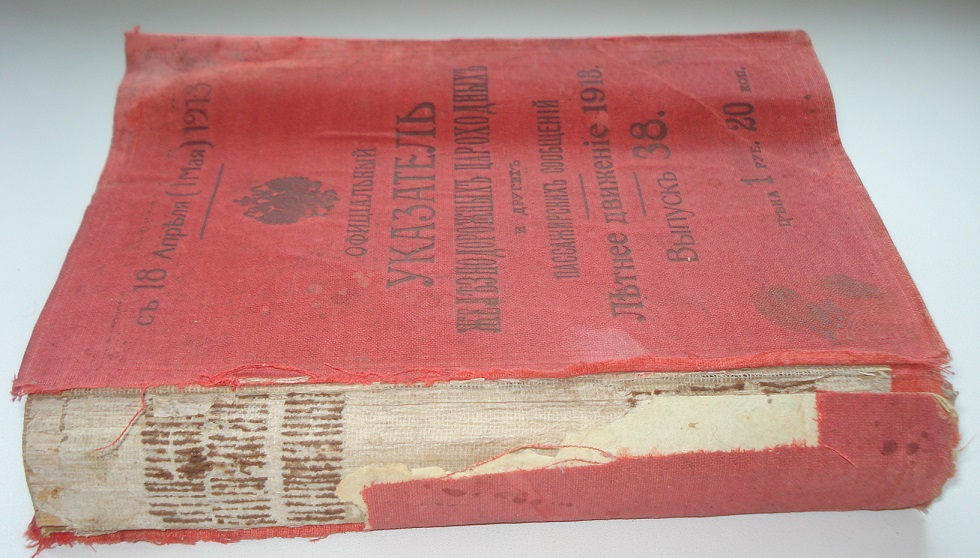 съ 18 Апрѣля (1 Мая) 1913
ОФИЦІАЛЬНЫЙ
УКАЗАТЕЛЬ
ЖЕЛѢЗНОДОРОЖНЫХЪ ПАРОХОДНЫХЪ
и другихъ
ПАССАЖИРСКИХЪ СООБЩЕНІЙ
Лѣтнее движеніе 1913.
Выпускъ 38.
Цѣна 1 руб. 20 коп.